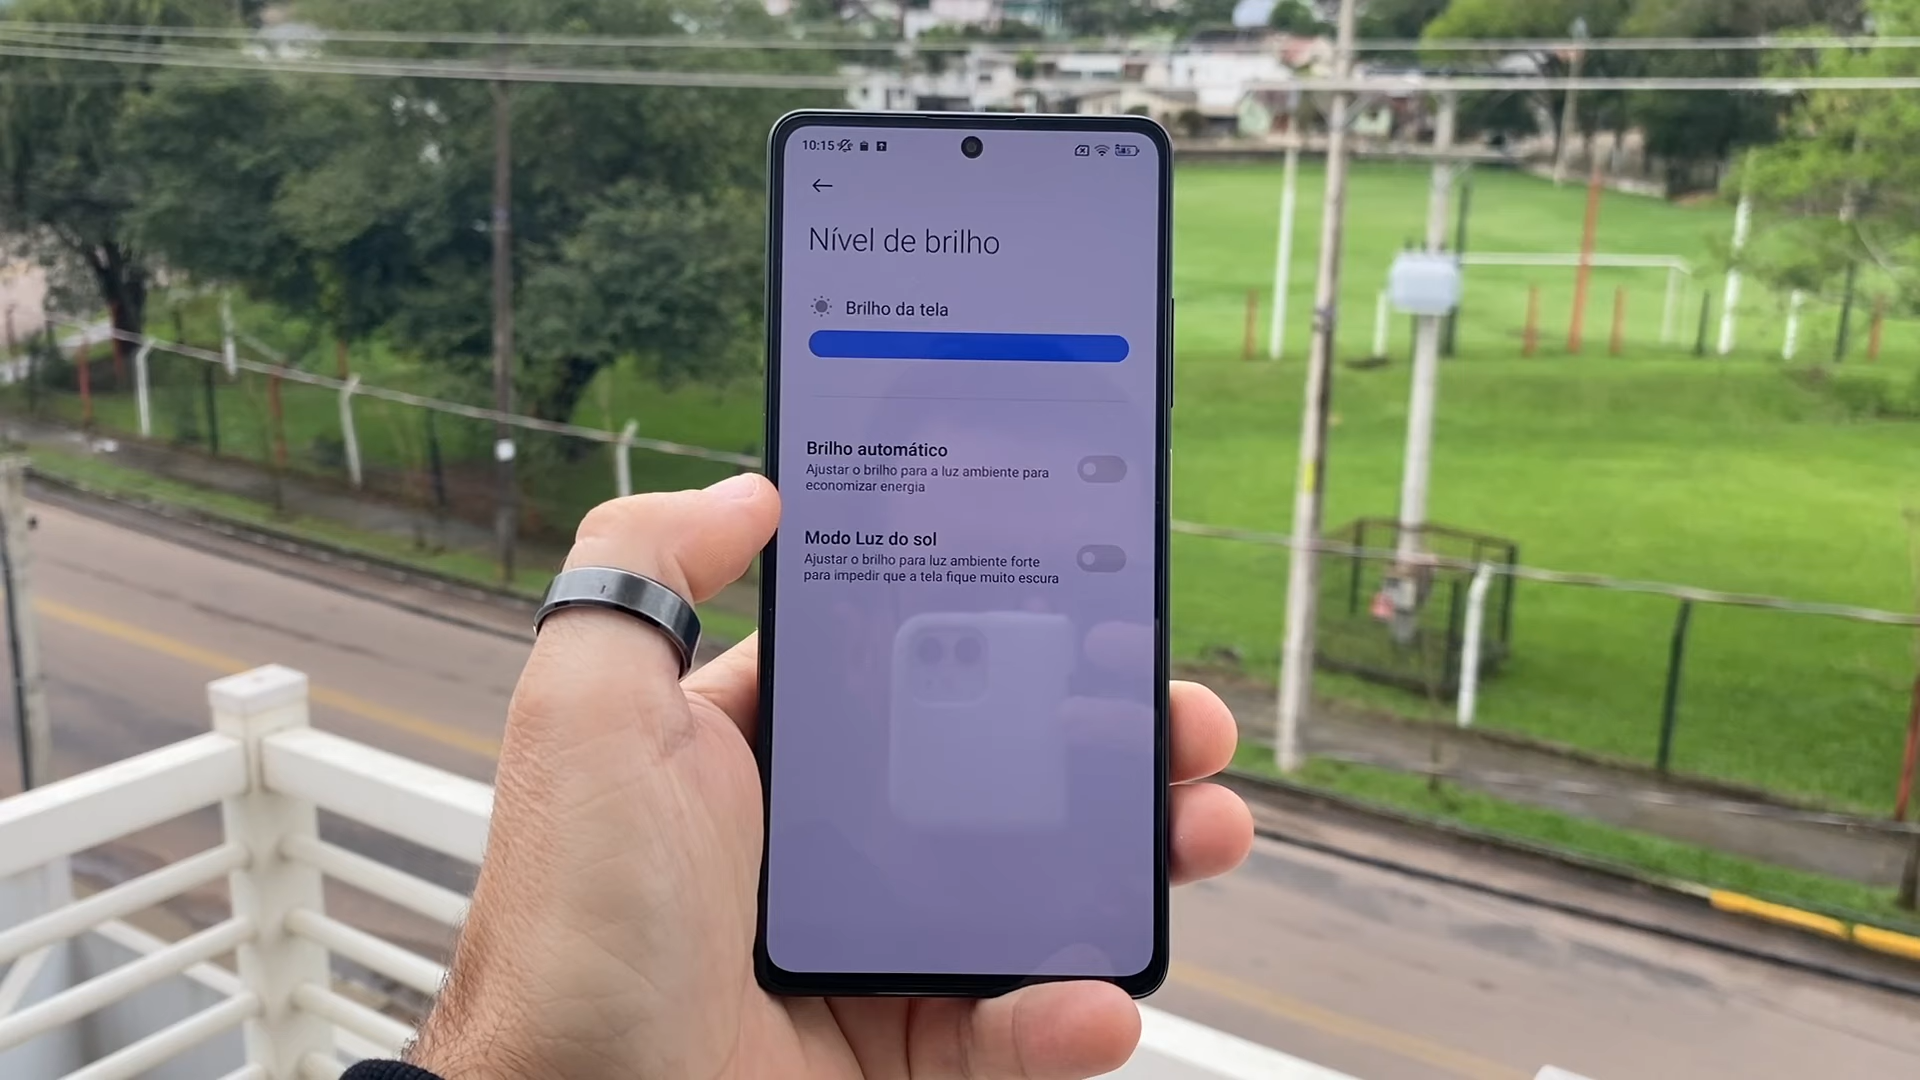 10:15
Nível de brilho
Brilho da tela
Brilho automático
Ajustar o brilho para a luz ambiente para
economizar energia
Modo Luz do sol
Ajustar o brilho para luz ambiente forte
para impedir que a tela fique muito escura